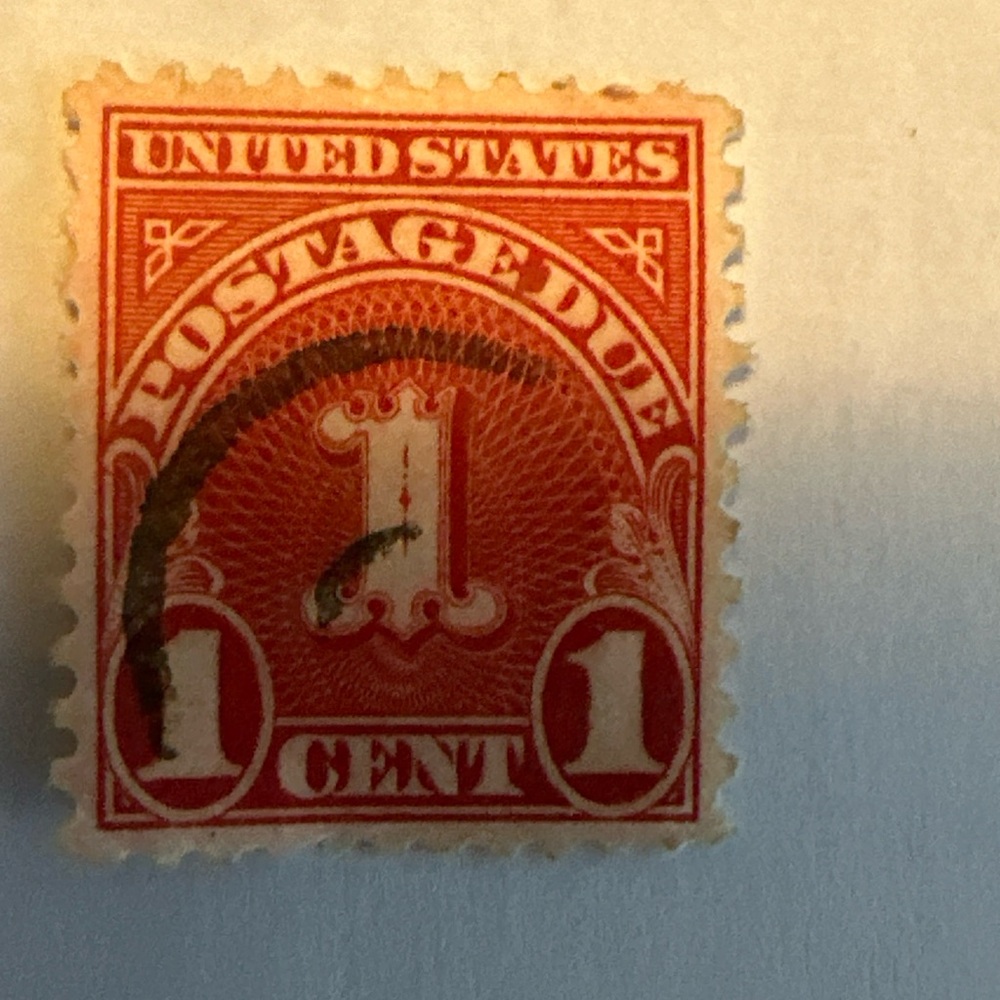 UNITED STATES
POSTAGE DUE
1
1 CENT 1